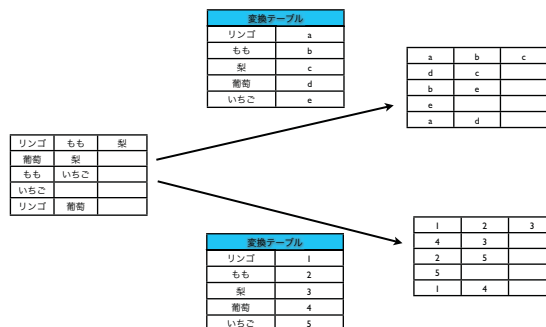 変換テーブル
リンゴ a
もも b
梨 c
葡萄 d
いちご e
a b c
d c
b e
e
a d
リンゴ もも 梨
葡萄 梨
もも いちご
いちご
リンゴ 葡萄
変換テーブル
リンゴ 1
もも 2
梨 3
葡萄 4
いちご 5
1 2 3
4 3
2 5
5
1 4